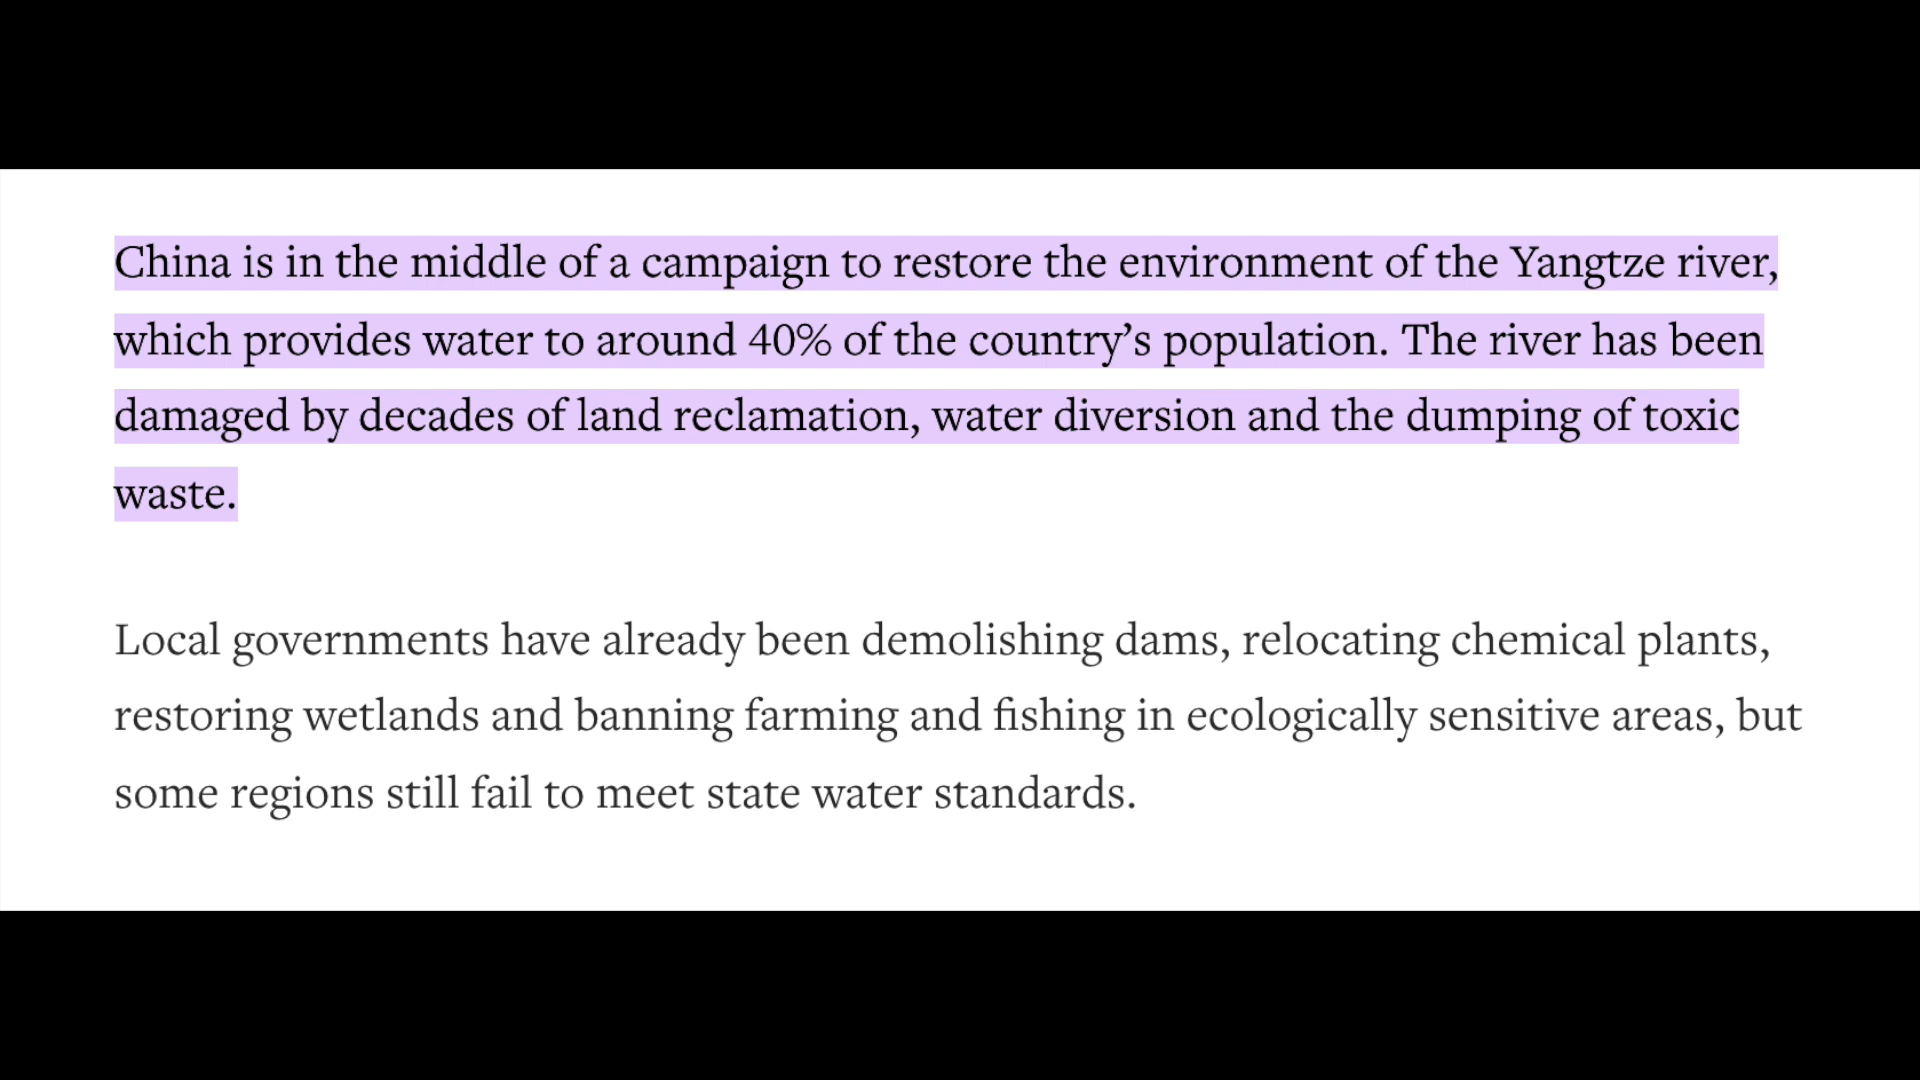 China is in the middle of a campaign to restore the environment of the Yangtze river,
which provides water to around 40% of the country’s population. The river has been
damaged by decades of land reclamation, water diversion and the dumping of toxic
waste.
Local governments have already been demolishing dams, relocating chemical plants,
restoring wetlands and banning farming and fishing in ecologically sensitive areas, but
some regions still fail to meet state water standards.